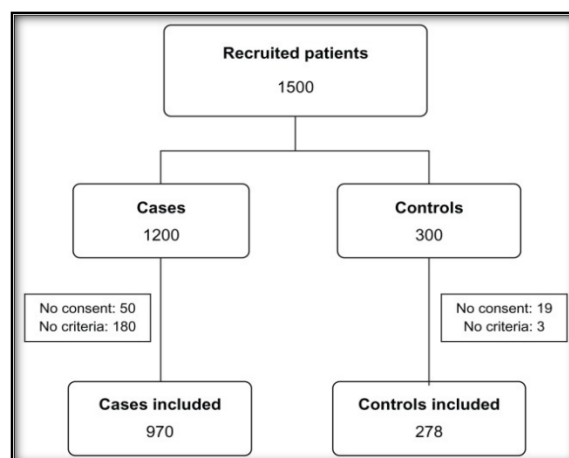 Recruited patients
1500
Cases
1200
Controls
300
No consent: 50
No criteria: 180
No consent: 19
No criteria: 3
Cases included
970
Controls included
278